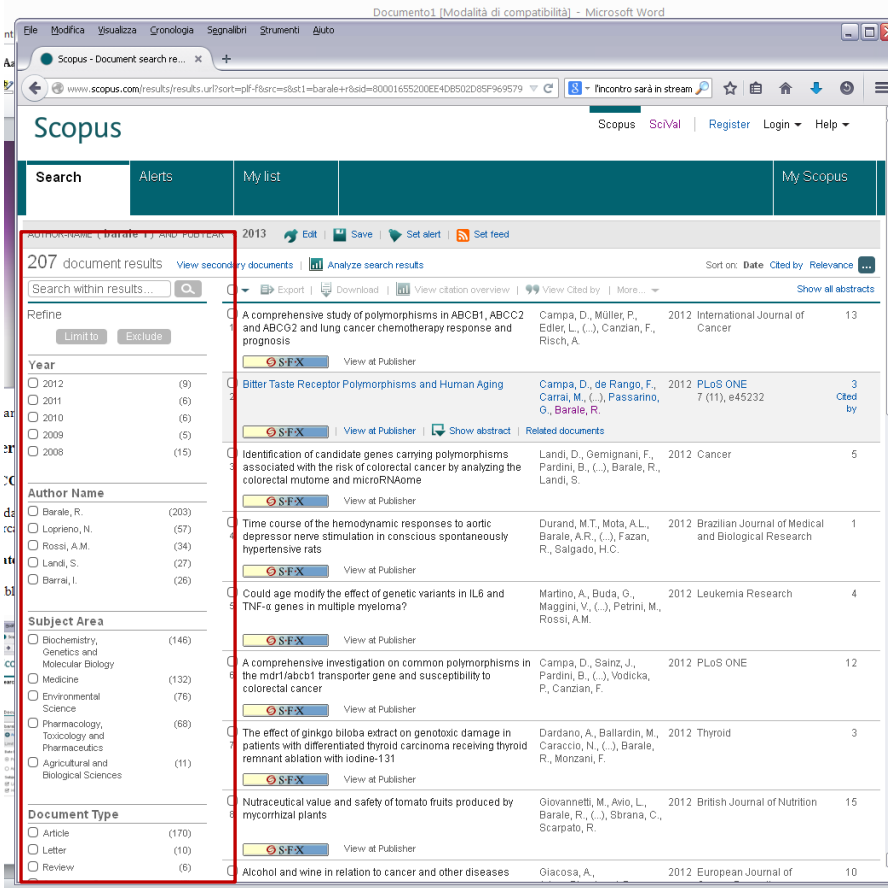 Documento1 [Modalità di compatibilità] - Microsoft Word
File Modifica Visualizza Cronologia Segnalibri Strumenti Aiuto
Scopus - Document search re... × +
www.scopus.com/results/results.url?sort=plf-f&src=s&st1=barale+r&sid=80001655200EE4DB502D85F969579
l'incontro sarà in stream
Scopus
Scopus SciVal | Register Login Help
Search Alerts My list My Scopus
AUTHOR-NAME ( barale r ) AND PUBYEAR 2013 Edit | Save | Set alert | Set feed
207 document results View secondary documents | Analyze search results Sort on: Date Cited by Relevance ...
Search within results...
Export | Download | View citation overview | View Cited by | More... Show all abstracts
Refine
Limit to Exclude
Year
2012 (9)
2011 (6)
2010 (6)
2009 (5)
2008 (15)
Author Name
Barale, R. (203)
Loprieno, N. (57)
Rossi, A.M. (34)
Landi, S. (27)
Barrai, I. (26)
Subject Area
Biochemistry, (146)
Genetics and
Molecular Biology
Medicine (132)
Environmental (76)
Science
Pharmacology, (68)
Toxicology and
Pharmaceutics
Agricultural and (11)
Biological Sciences
Document Type
Article (170)
Letter (10)
Review (6)
1 A comprehensive study of polymorphisms in ABCB1, ABCC2
and ABCG2 and lung cancer chemotherapy response and
prognosis
Campa, D., Müller, P.,
Edler, L., (...), Canzian, F.,
Risch, A.
2012 International Journal of
Cancer
13
S·F·X View at Publisher
2 Bitter Taste Receptor Polymorphisms and Human Aging
Campa, D., de Rango, F.,
Carrai, M., (...), Passarino,
G., Barale, R.
2012 PLoS ONE
7 (11), e45232
3
Cited
by
S·F·X | View at Publisher | Show abstract | Related documents
3 Identification of candidate genes carrying polymorphisms
associated with the risk of colorectal cancer by analyzing the
colorectal mutome and microRNAome
Landi, D., Gemignani, F.,
Pardini, B., (...), Barale, R.,
Landi, S.
2012 Cancer
5
S·F·X View at Publisher
4 Time course of the hemodynamic responses to aortic
depressor nerve stimulation in conscious spontaneously
hypertensive rats
Durand, M.T., Mota, A.L.,
Barale, A.R., (...), Fazan,
R., Salgado, H.C.
2012 Brazilian Journal of Medical
and Biological Research
1
S·F·X View at Publisher
5 Could age modify the effect of genetic variants in IL6 and
TNF-α genes in multiple myeloma?
Martino, A., Buda, G.,
Maggini, V., (...), Petrini, M.,
Rossi, A.M.
2012 Leukemia Research
4
S·F·X View at Publisher
6 A comprehensive investigation on common polymorphisms in
the mdr1/abcb1 transporter gene and susceptibility to
colorectal cancer
Campa, D., Sainz, J.,
Pardini, B., (...), Vodicka,
P., Canzian, F.
2012 PLoS ONE
12
S·F·X View at Publisher
7 The effect of ginkgo biloba extract on genotoxic damage in
patients with differentiated thyroid carcinoma receiving thyroid
remnant ablation with iodine-131
Dardano, A., Ballardin, M.,
Caraccio, N., (...), Barale,
R., Monzani, F.
2012 Thyroid
3
S·F·X View at Publisher
8 Nutraceutical value and safety of tomato fruits produced by
mycorrhizal plants
Giovannetti, M., Avio, L.,
Barale, R., (...), Sbrana, C.,
Scarpato, R.
2012 British Journal of Nutrition
15
S·F·X View at Publisher
Alcohol and wine in relation to cancer and other diseases
Giacosa, A.,
2012 European Journal of
10